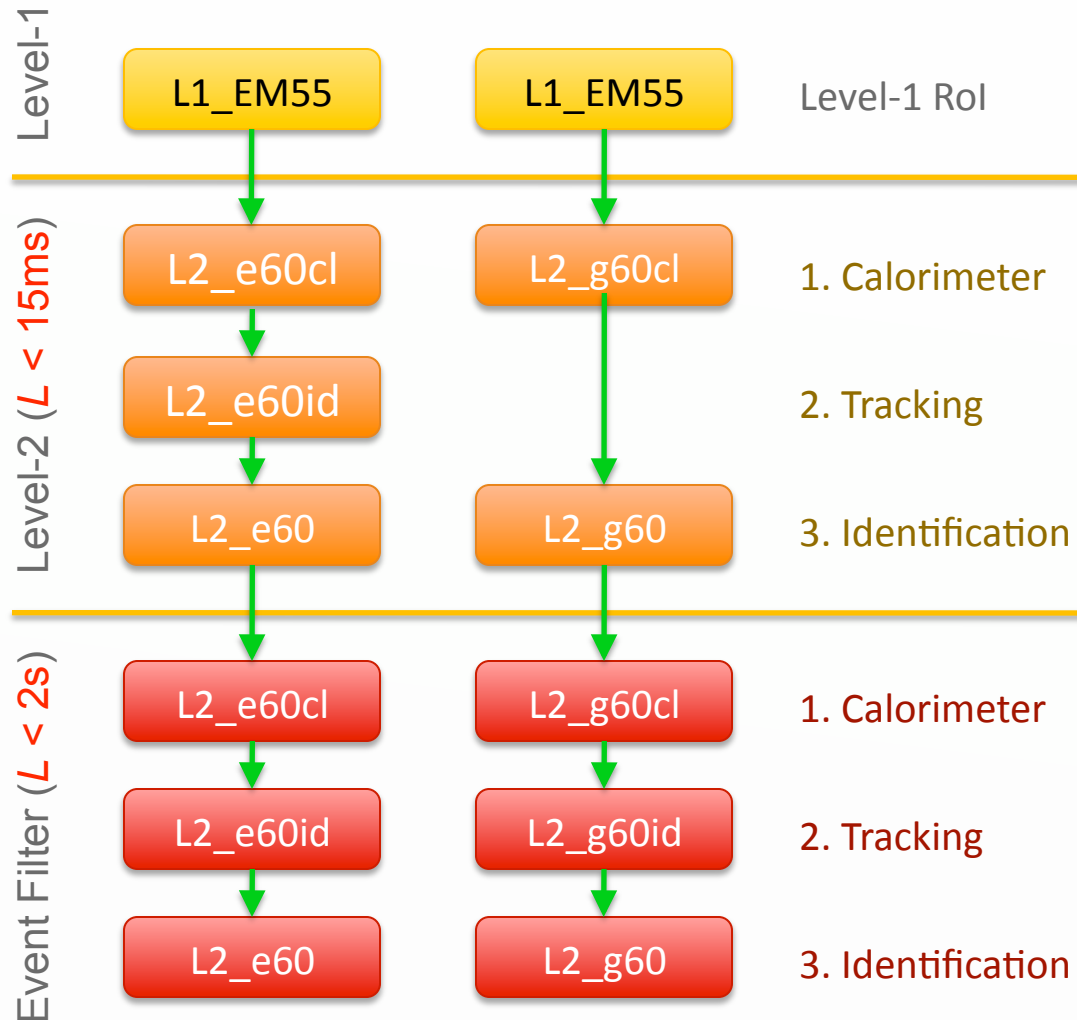 Level-1
L1_EM55
L1_EM55
Level-1 RoI
Level-2 (L < 15ms)
L2_e60cl
L2_g60cl
1. Calorimeter
L2_e60id
2. Tracking
L2_e60
L2_g60
3. Identification
Event Filter (L < 2s)
L2_e60cl
L2_g60cl
1. Calorimeter
L2_e60id
L2_g60id
2. Tracking
L2_e60
L2_g60
3. Identification